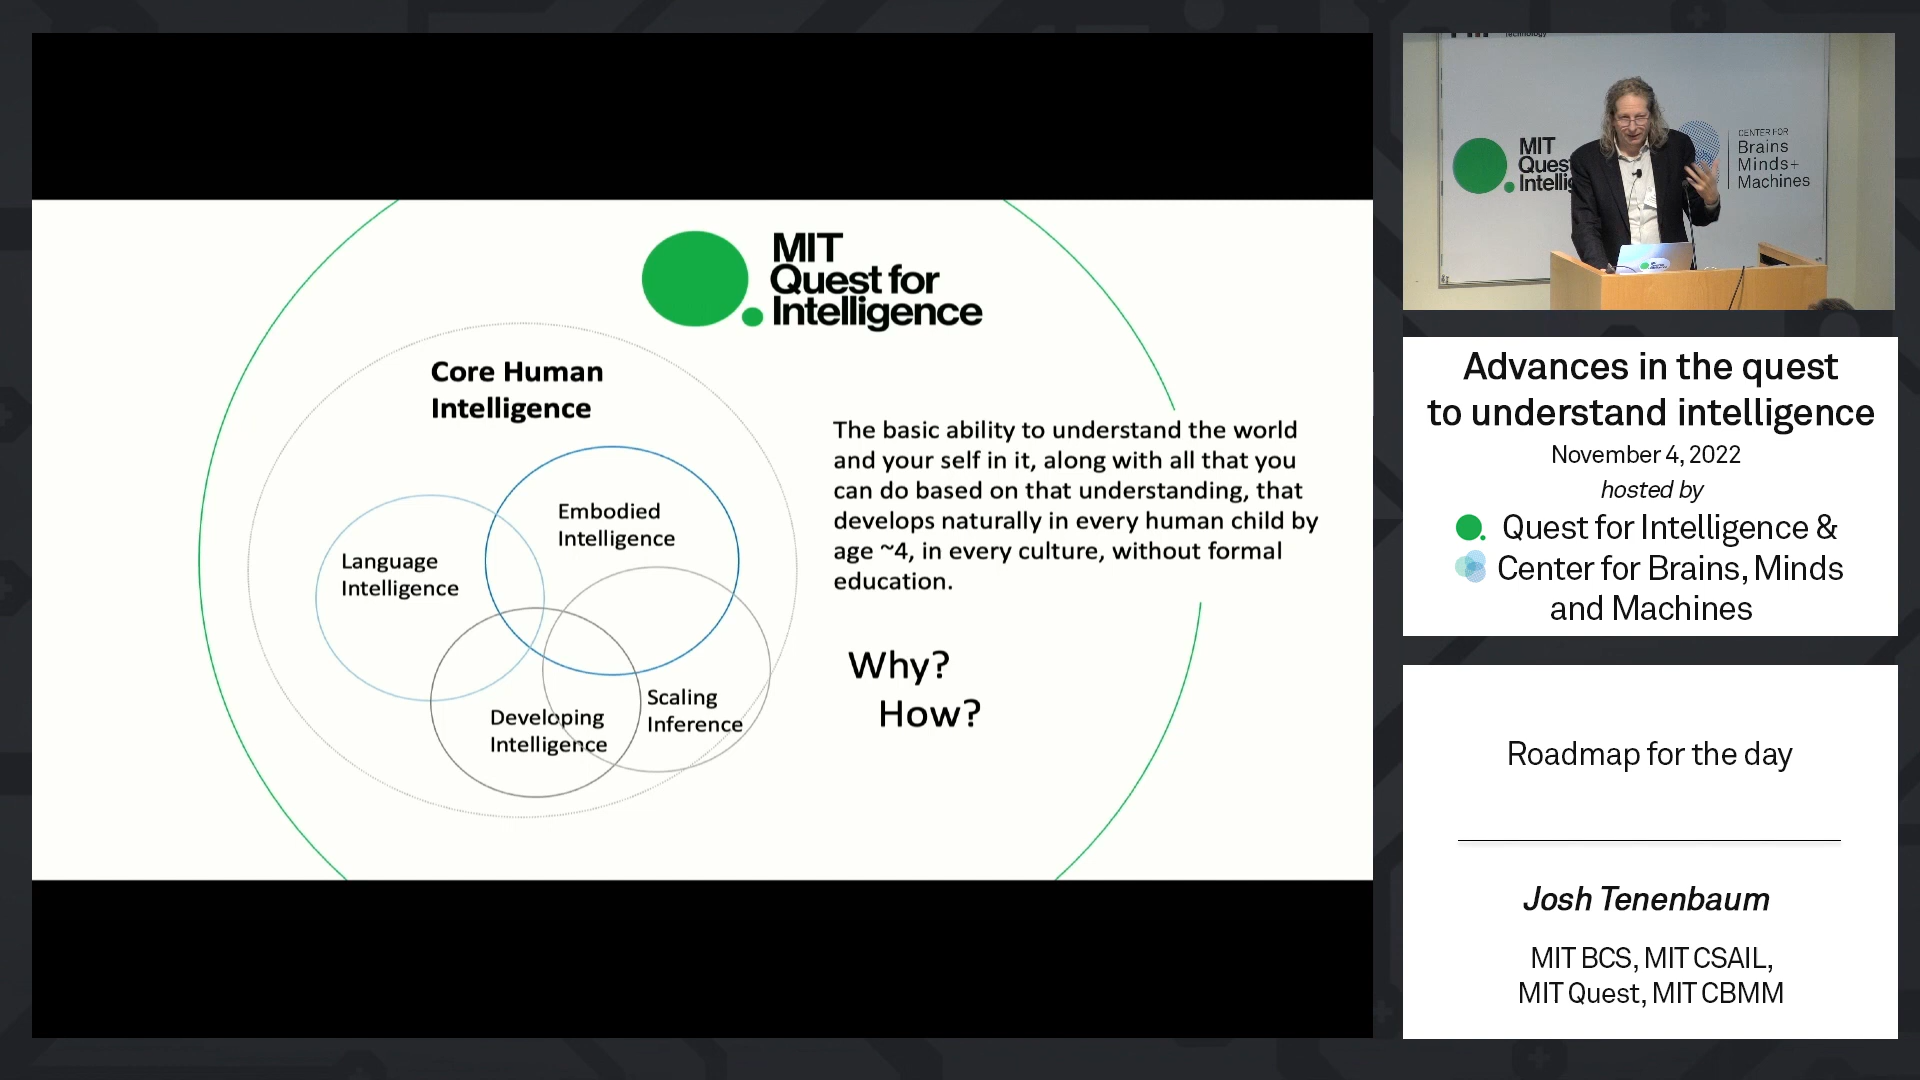 MIT
Quest for
Intelligence
Core Human
Intelligence
Embodied
Intelligence
Language
Intelligence
Scaling
Inference
Developing
Intelligence
The basic ability to understand the world
and your self in it, along with all that you
can do based on that understanding, that
develops naturally in every human child by
age ~4, in every culture, without formal
education.
Why?
How?
Technology
MIT
Ques
Intellig
CENTER FOR
Brains
Minds+
Machines
Advances in the quest
to understand intelligence
November 4, 2022
hosted by
Quest for Intelligence &
Center for Brains, Minds
and Machines
Roadmap for the day
Josh Tenenbaum
MIT BCS, MIT CSAIL,
MIT Quest, MIT CBMM